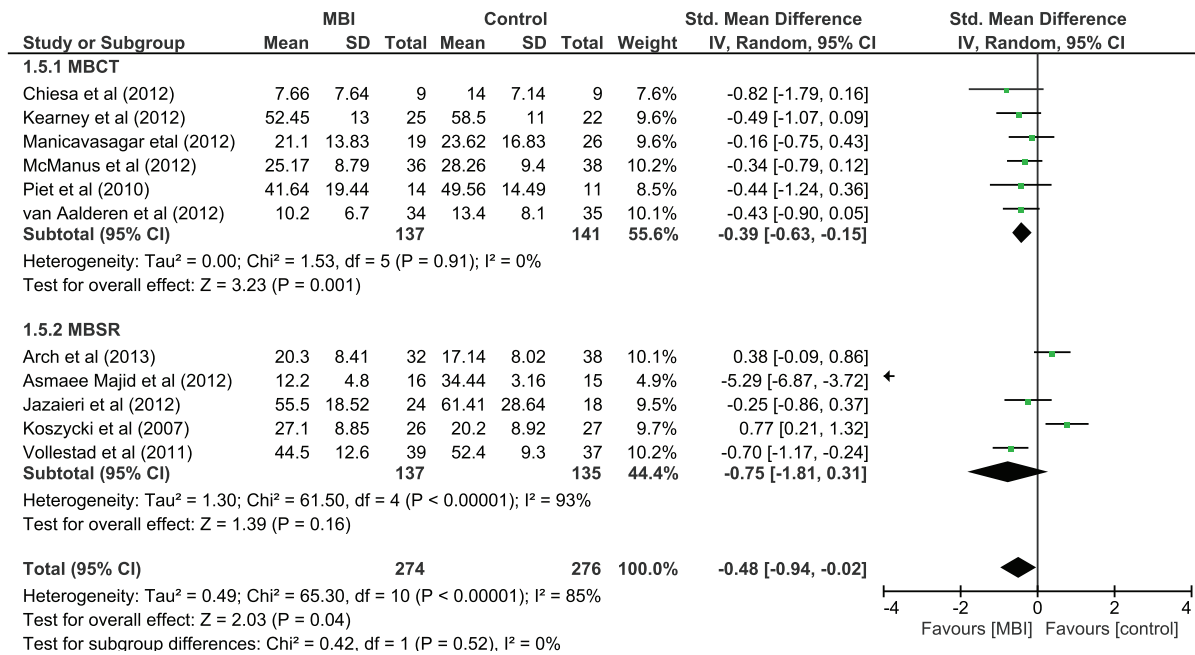 MBI Control Std. Mean Difference Std. Mean Difference
Study or Subgroup Mean SD Total Mean SD Total Weight IV, Random, 95% CI IV, Random, 95% CI
1.5.1 MBCT
Chiesa et al (2012) 7.66 7.64 9 14 7.14 9 7.6% -0.82 [-1.79, 0.16]
Kearney et al (2012) 52.45 13 25 58.5 11 22 9.6% -0.49 [-1.07, 0.09]
Manicavasagar etal (2012) 21.1 13.83 19 23.62 16.83 26 9.6% -0.16 [-0.75, 0.43]
McManus et al (2012) 25.17 8.79 36 28.26 9.4 38 10.2% -0.34 [-0.79, 0.12]
Piet et al (2010) 41.64 19.44 14 49.56 14.49 11 8.5% -0.44 [-1.24, 0.36]
van Aalderen et al (2012) 10.2 6.7 34 13.4 8.1 35 10.1% -0.43 [-0.90, 0.05]
Subtotal (95% CI) 137 141 55.6% -0.39 [-0.63, -0.15]
Heterogeneity: Tau² = 0.00; Chi² = 1.53, df = 5 (P = 0.91); I² = 0%
Test for overall effect: Z = 3.23 (P = 0.001)
1.5.2 MBSR
Arch et al (2013) 20.3 8.41 32 17.14 8.02 38 10.1% 0.38 [-0.09, 0.86]
Asmaee Majid et al (2012) 12.2 4.8 16 34.44 3.16 15 4.9% -5.29 [-6.87, -3.72]
Jazaieri et al (2012) 55.5 18.52 24 61.41 28.64 18 9.5% -0.25 [-0.86, 0.37]
Koszycki et al (2007) 27.1 8.85 26 20.2 8.92 27 9.7% 0.77 [0.21, 1.32]
Vollestad et al (2011) 44.5 12.6 39 52.4 9.3 37 10.2% -0.70 [-1.17, -0.24]
Subtotal (95% CI) 137 135 44.4% -0.75 [-1.81, 0.31]
Heterogeneity: Tau² = 1.30; Chi² = 61.50, df = 4 (P < 0.00001); I² = 93%
Test for overall effect: Z = 1.39 (P = 0.16)
Total (95% CI) 274 276 100.0% -0.48 [-0.94, -0.02]
Heterogeneity: Tau² = 0.49; Chi² = 65.30, df = 10 (P < 0.00001); I² = 85%
Test for overall effect: Z = 2.03 (P = 0.04)
Test for subgroup differences: Chi² = 0.42, df = 1 (P = 0.52), I² = 0%
-4 -2 0 2 4
Favours [MBI] Favours [control]